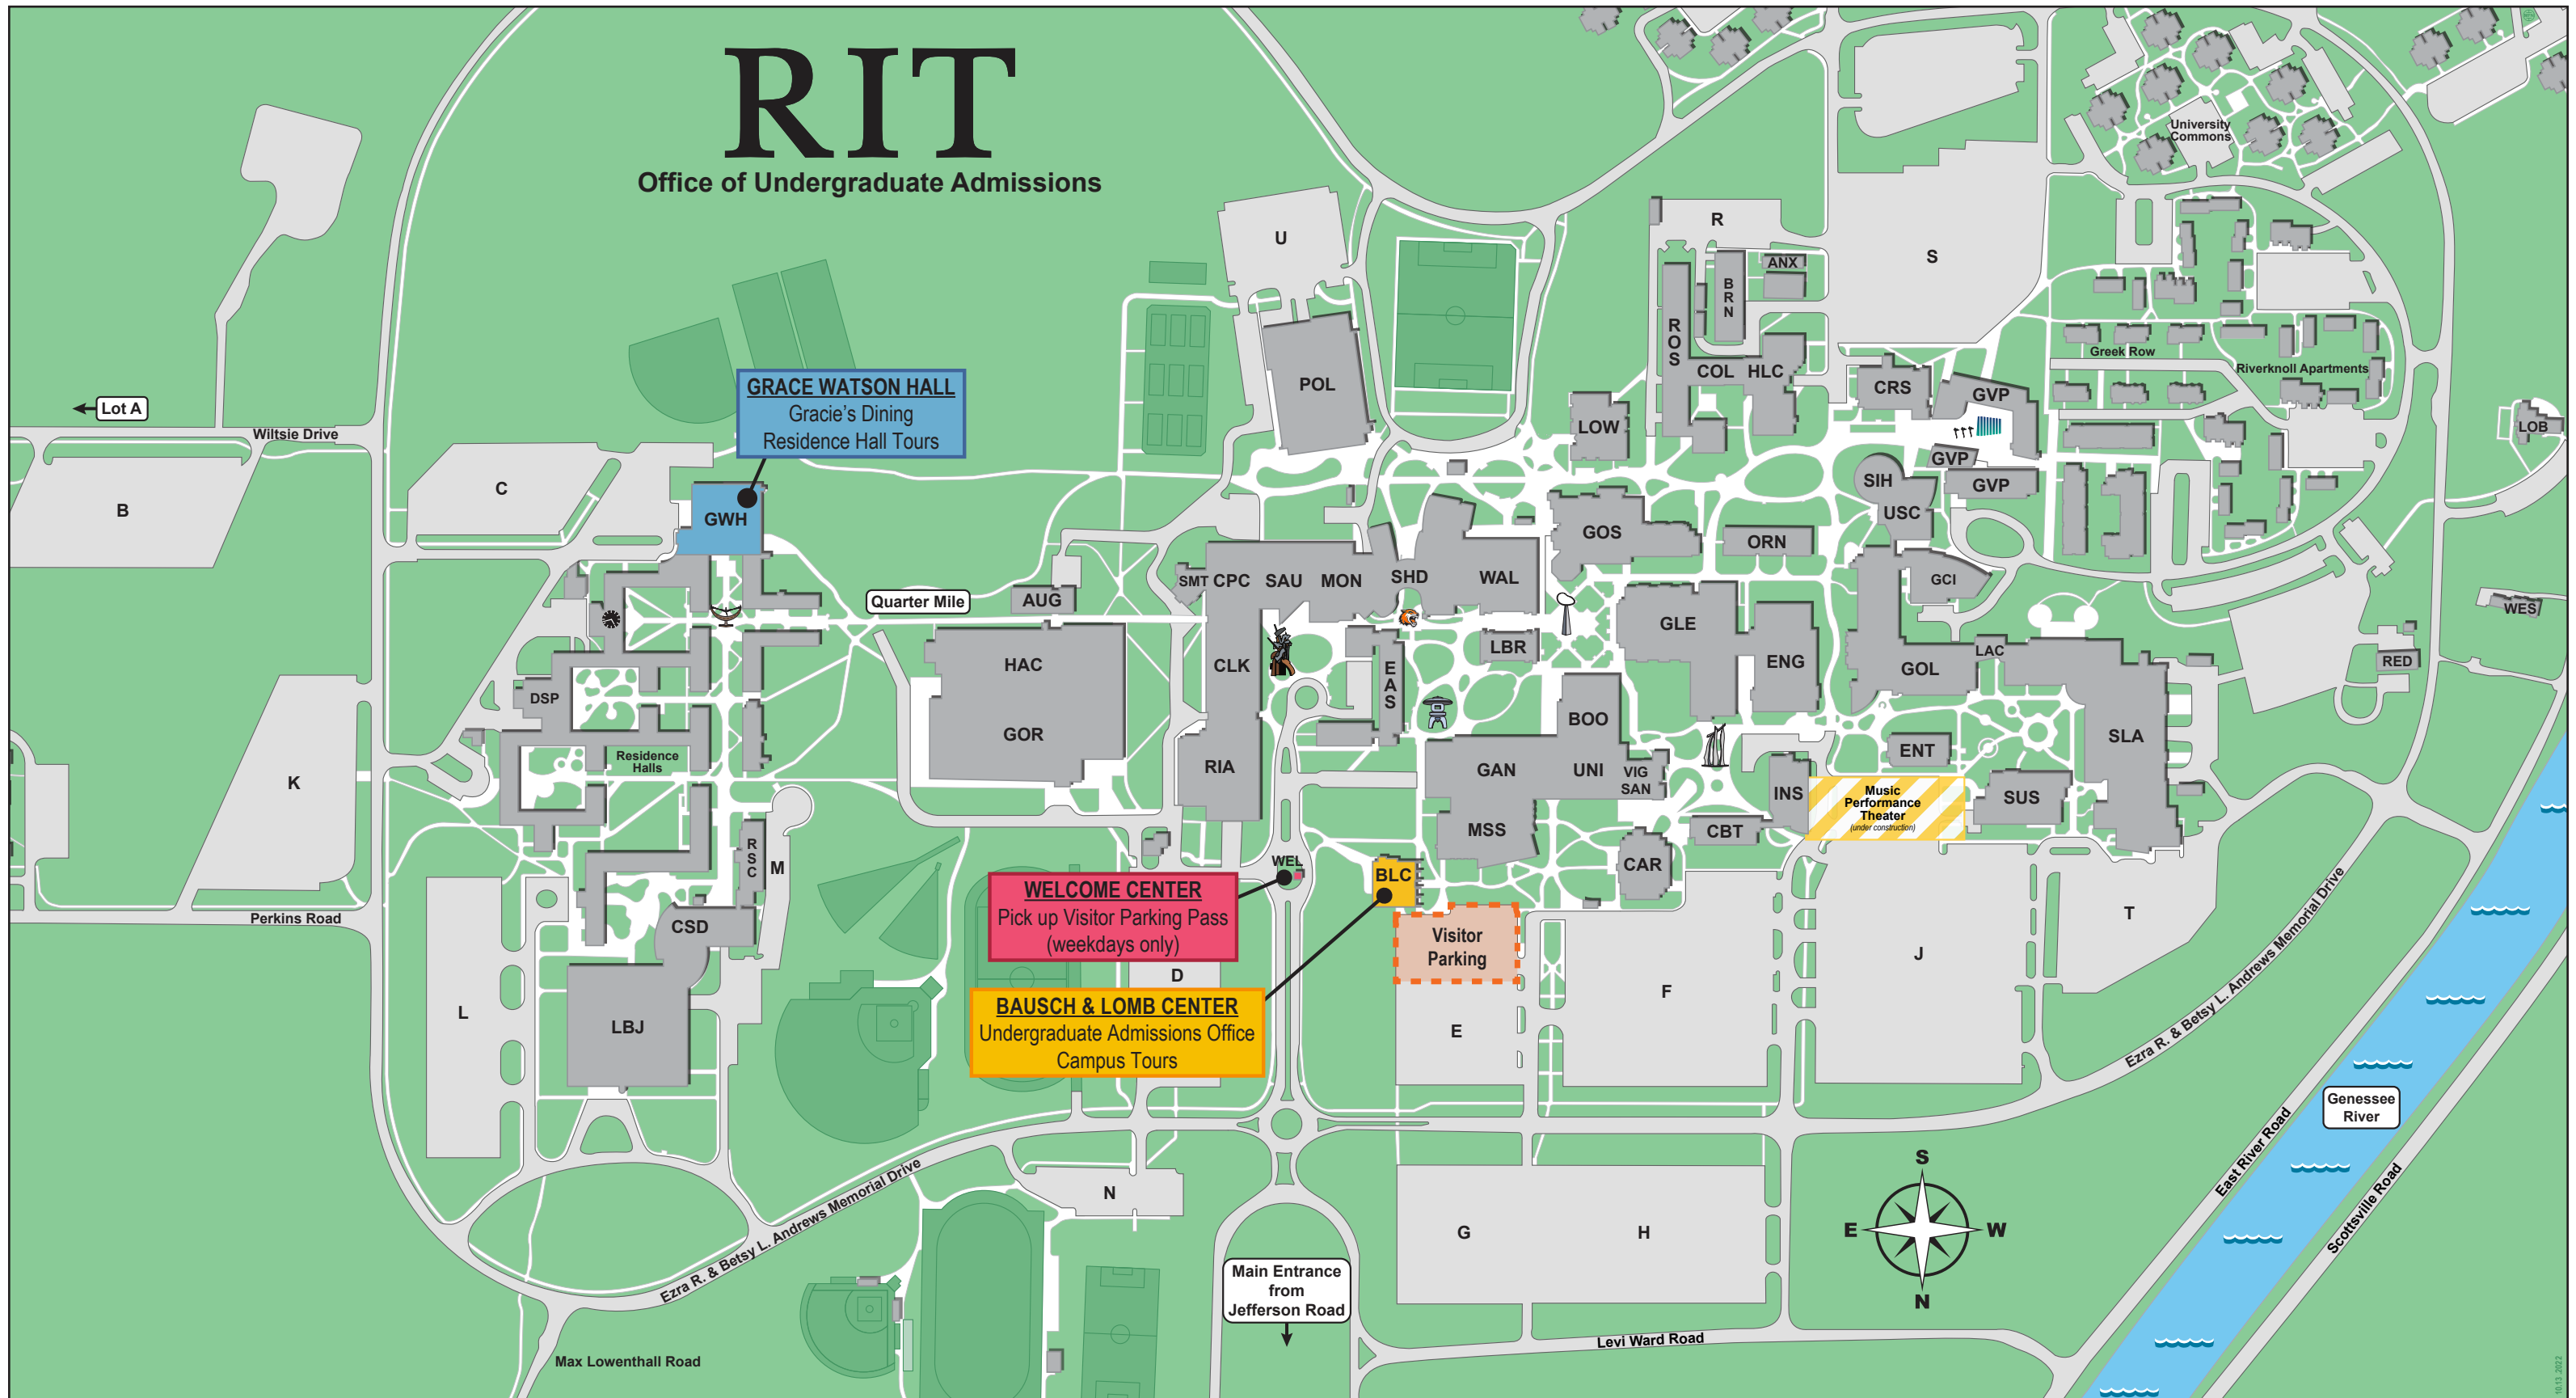 RIT
Office of Undergraduate Admissions
University
Commons
U
R
S
ANX
B
R
N
R
O
S
POL
COL
HLC
CRS
GVP
Greek Row
Riverknoll Apartments
GRACE WATSON HALL
Gracie's Dining
Residence Hall Tours
Lot A
Wiltsie Drive
LOW
LOB
GVP
GVP
SIH
USC
B
C
GWH
GOS
ORN
SMT
CPC
SAU
MON
SHD
WAL
GCI
Quarter Mile
AUG
WES
GLE
LBR
HAC
CLK
E
A
S
ENG
GOL
LAC
RED
DSP
GOR
BOO
RIA
GAN
UNI
VIG
SAN
ENT
SLA
Residence
Halls
K
INS
Music
Performance
Theater
(under construction)
SUS
MSS
CBT
R
S
C
M
WEL
BLC
CAR
WELCOME CENTER
Pick up Visitor Parking Pass
(weekdays only)
Perkins Road
CSD
Visitor
Parking
T
D
J
F
L
LBJ
BAUSCH & LOMB CENTER
Undergraduate Admissions Office
Campus Tours
E
Ezra R. & Betsy L. Andrews Memorial Drive
Genessee
River
East River Road
Scottsville Road
Ezra R. & Betsy L. Andrews Memorial Drive
N
G
H
S
E
W
N
Main Entrance
from
Jefferson Road
Levi Ward Road
Max Lowenthall Road
10.13.2022